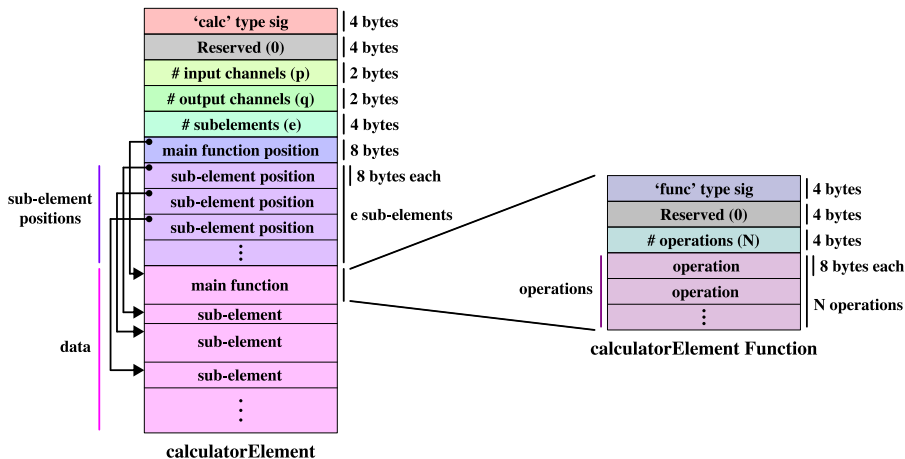 ‘calc’ type sig
4 bytes
Reserved (0)
4 bytes
# input channels (p)
2 bytes
# output channels (q)
2 bytes
# subelements (e)
4 bytes
main function position
8 bytes
sub-element positions
sub-element position
8 bytes each
sub-element position
sub-element position
e sub-elements
⋮
data
main function
sub-element
sub-element
sub-element
⋮
calculatorElement
‘func’ type sig
4 bytes
Reserved (0)
4 bytes
# operations (N)
4 bytes
operations
operation
8 bytes each
operation
N operations
⋮
calculatorElement Function